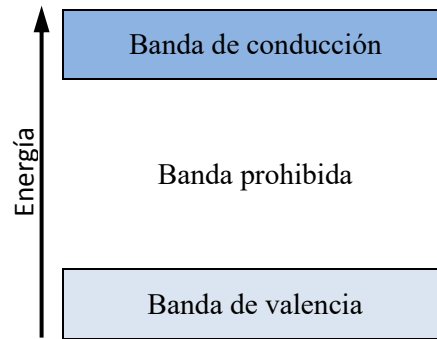 Banda de conducción
Banda prohibida
Banda de valencia
Energía